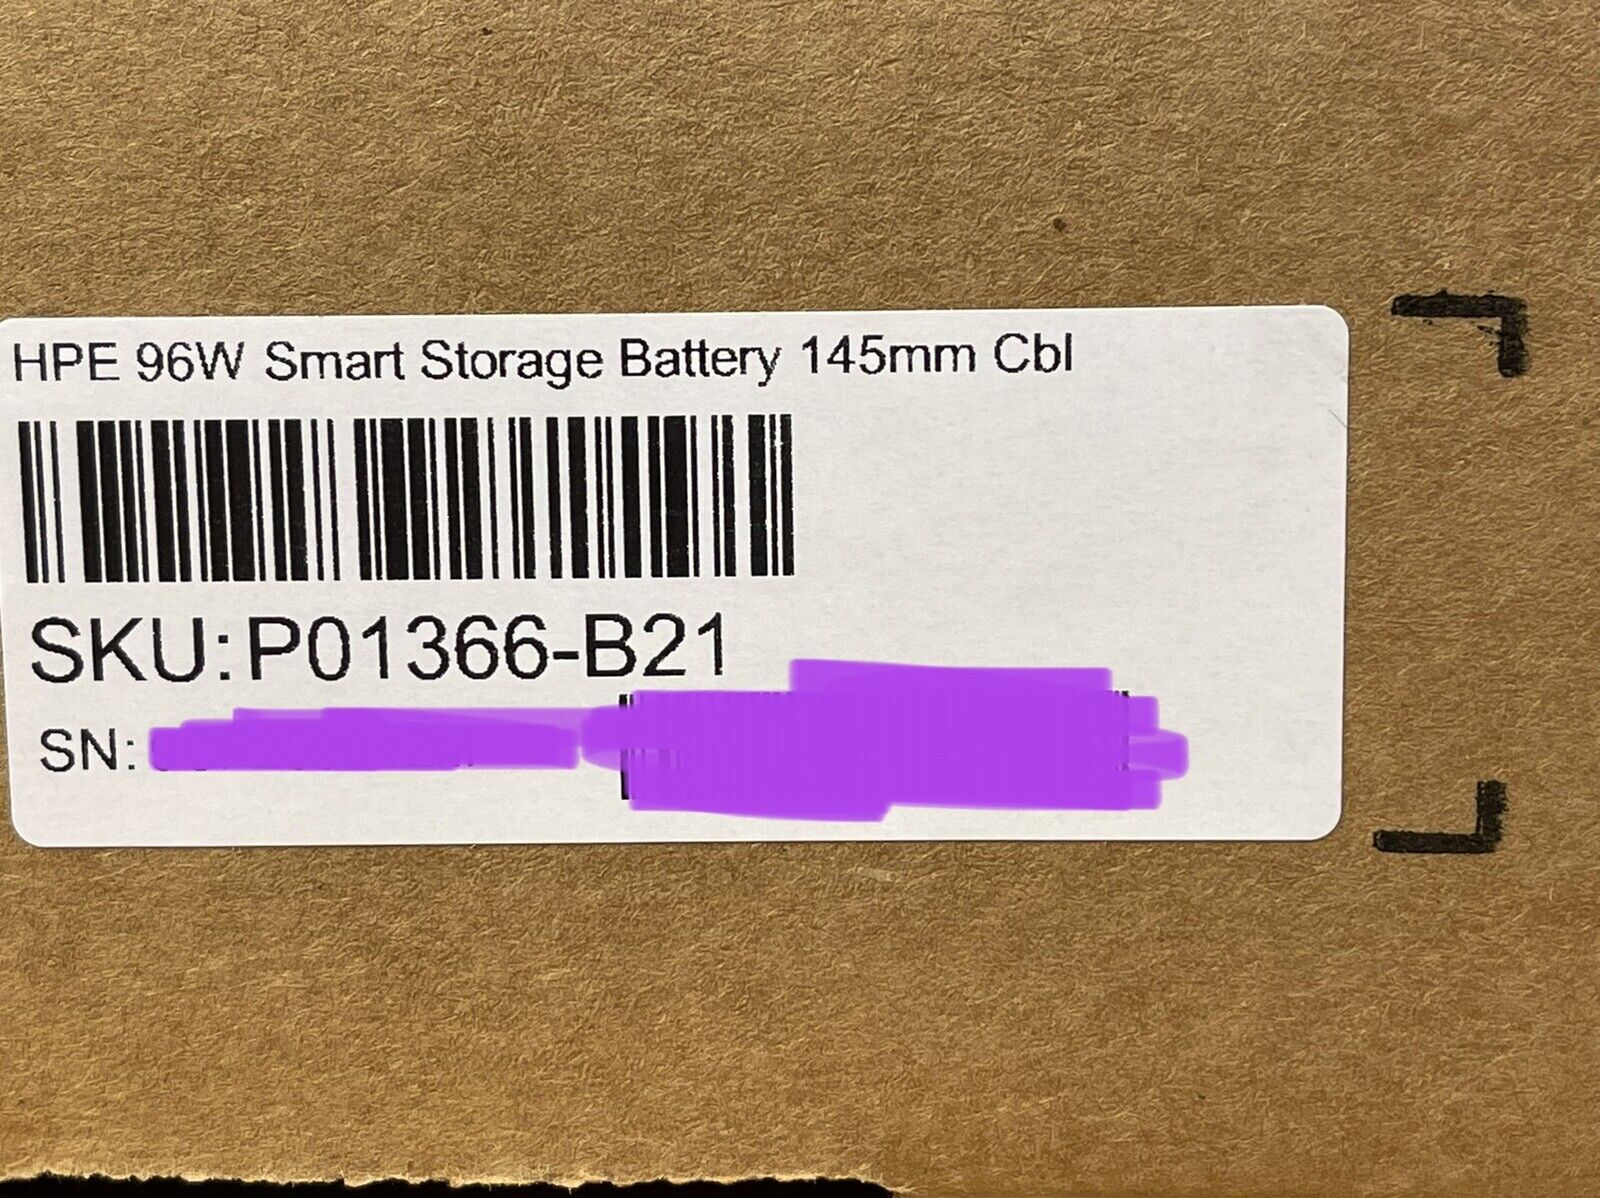 HPE 96W Smart Storage Battery 145mm Cbl
SKU:P01366-B21
SN: